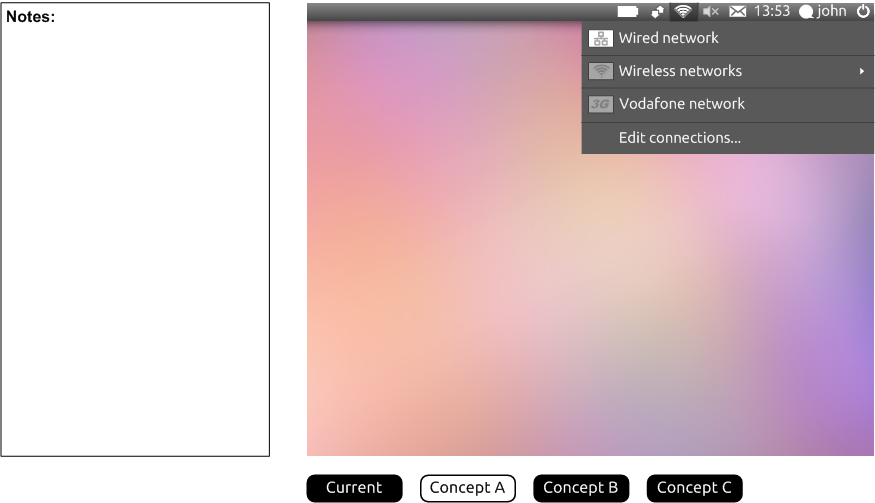 Notes:
13:53 john
Wired network
Wireless networks
3G Vodafone network
Edit connections...
Current Concept A Concept B Concept C